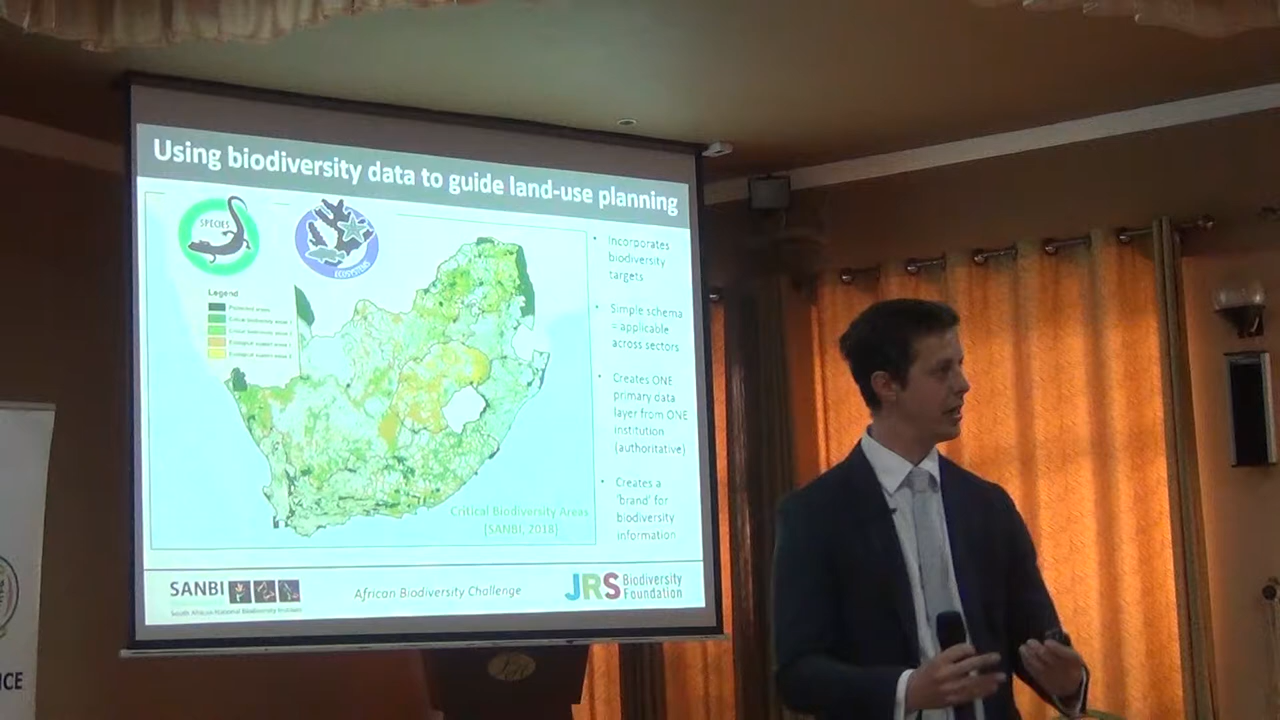 Using biodiversity data to guide land-use planning
SPECIES
ECOSYSTEMS
Legend
Protected areas
Critical biodiversity areas 1
Critical biodiversity areas 2
Ecological support areas 1
Ecological support areas 2
• Incorporates
biodiversity
targets
• Simple schema
= applicable
across sectors
• Creates ONE
primary data
layer from ONE
institution
(authoritative)
• Creates a
'brand' for
biodiversity
information
Critical Biodiversity Areas
[SANBI, 2018]
SANBI
South African National Biodiversity Institute
African Biodiversity Challenge
JRS Biodiversity
Foundation
ICE